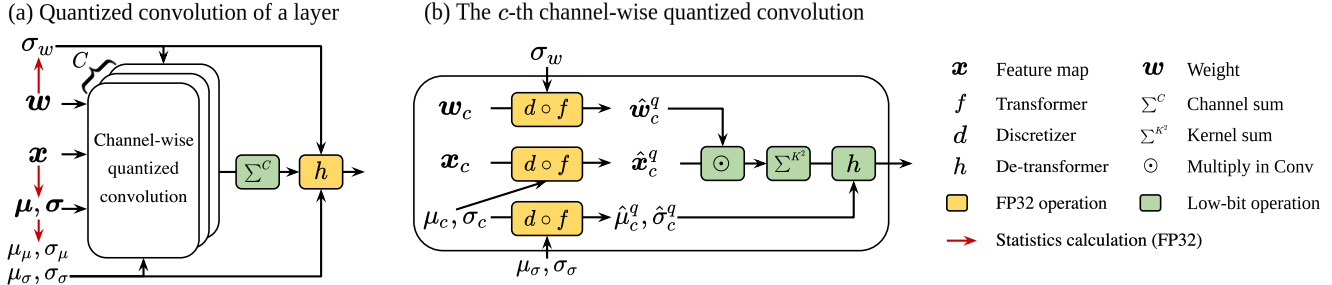 (a) Quantized convolution of a layer
σ_w
C
w
Channel-wise
quantized
convolution
x
∑^C
h
μ, σ
μ_μ, σ_μ
μ_σ, σ_σ
(b) The c-th channel-wise quantized convolution
σ_w
w_c d ∘ f ŵ_c^q
x_c d ∘ f x̂_c^q ⊙ ∑^{K²} h
μ_c, σ_c d ∘ f μ̂_c^q, σ̂_c^q
μ_σ, σ_σ
x Feature map w Weight
f Transformer ∑^C Channel sum
d Discretizer ∑^{K²} Kernel sum
h De-transformer ⊙ Multiply in Conv
FP32 operation Low-bit operation
Statistics calculation (FP32)